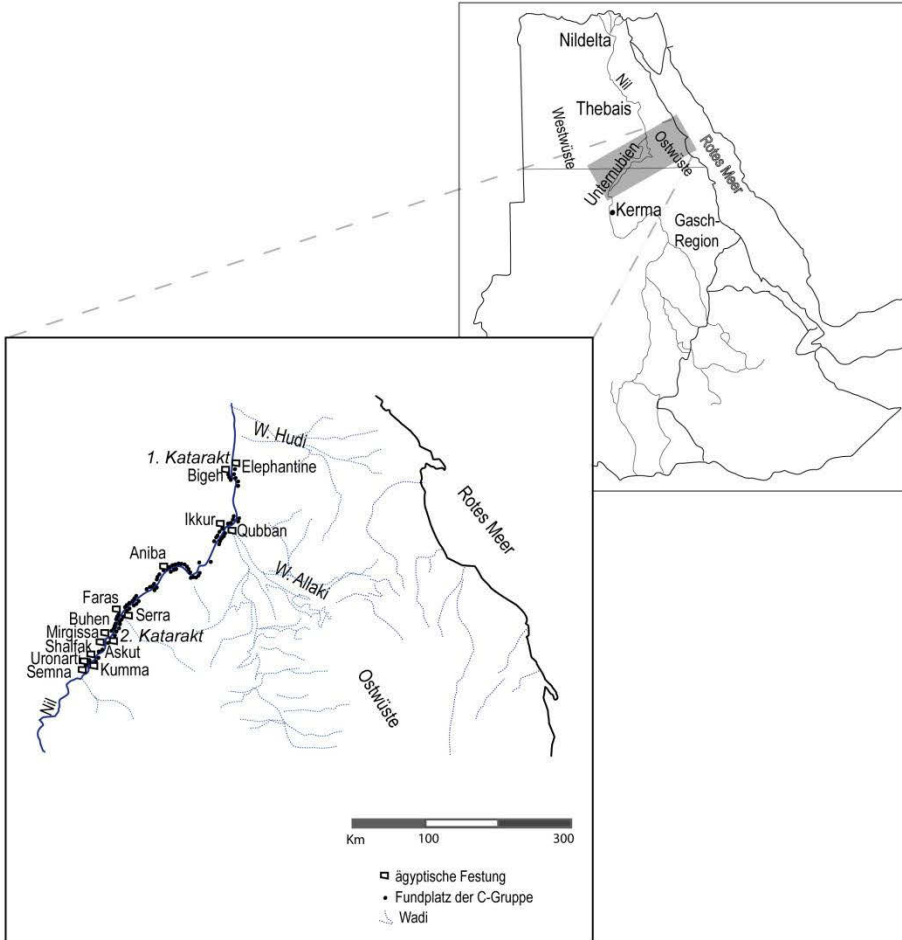 Nildelta
Nil
Thebais
Westwüste
Unternubien
Ostwüste
Rotes Meer
Kerma
Gasch-
Region
W. Hudi
1. Katarakt
Elephantine
Bigeh
Rotes Meer
Ikkur
Qubban
Aniba
W. Allaki
Faras
Serra
Buhen
Mirgissa
2. Katarakt
Shalfak
Askut
Uronarti
Kumma
Semna
Ostwüste
Nil
Km 100 300
ägyptische Festung
Fundplatz der C-Gruppe
Wadi